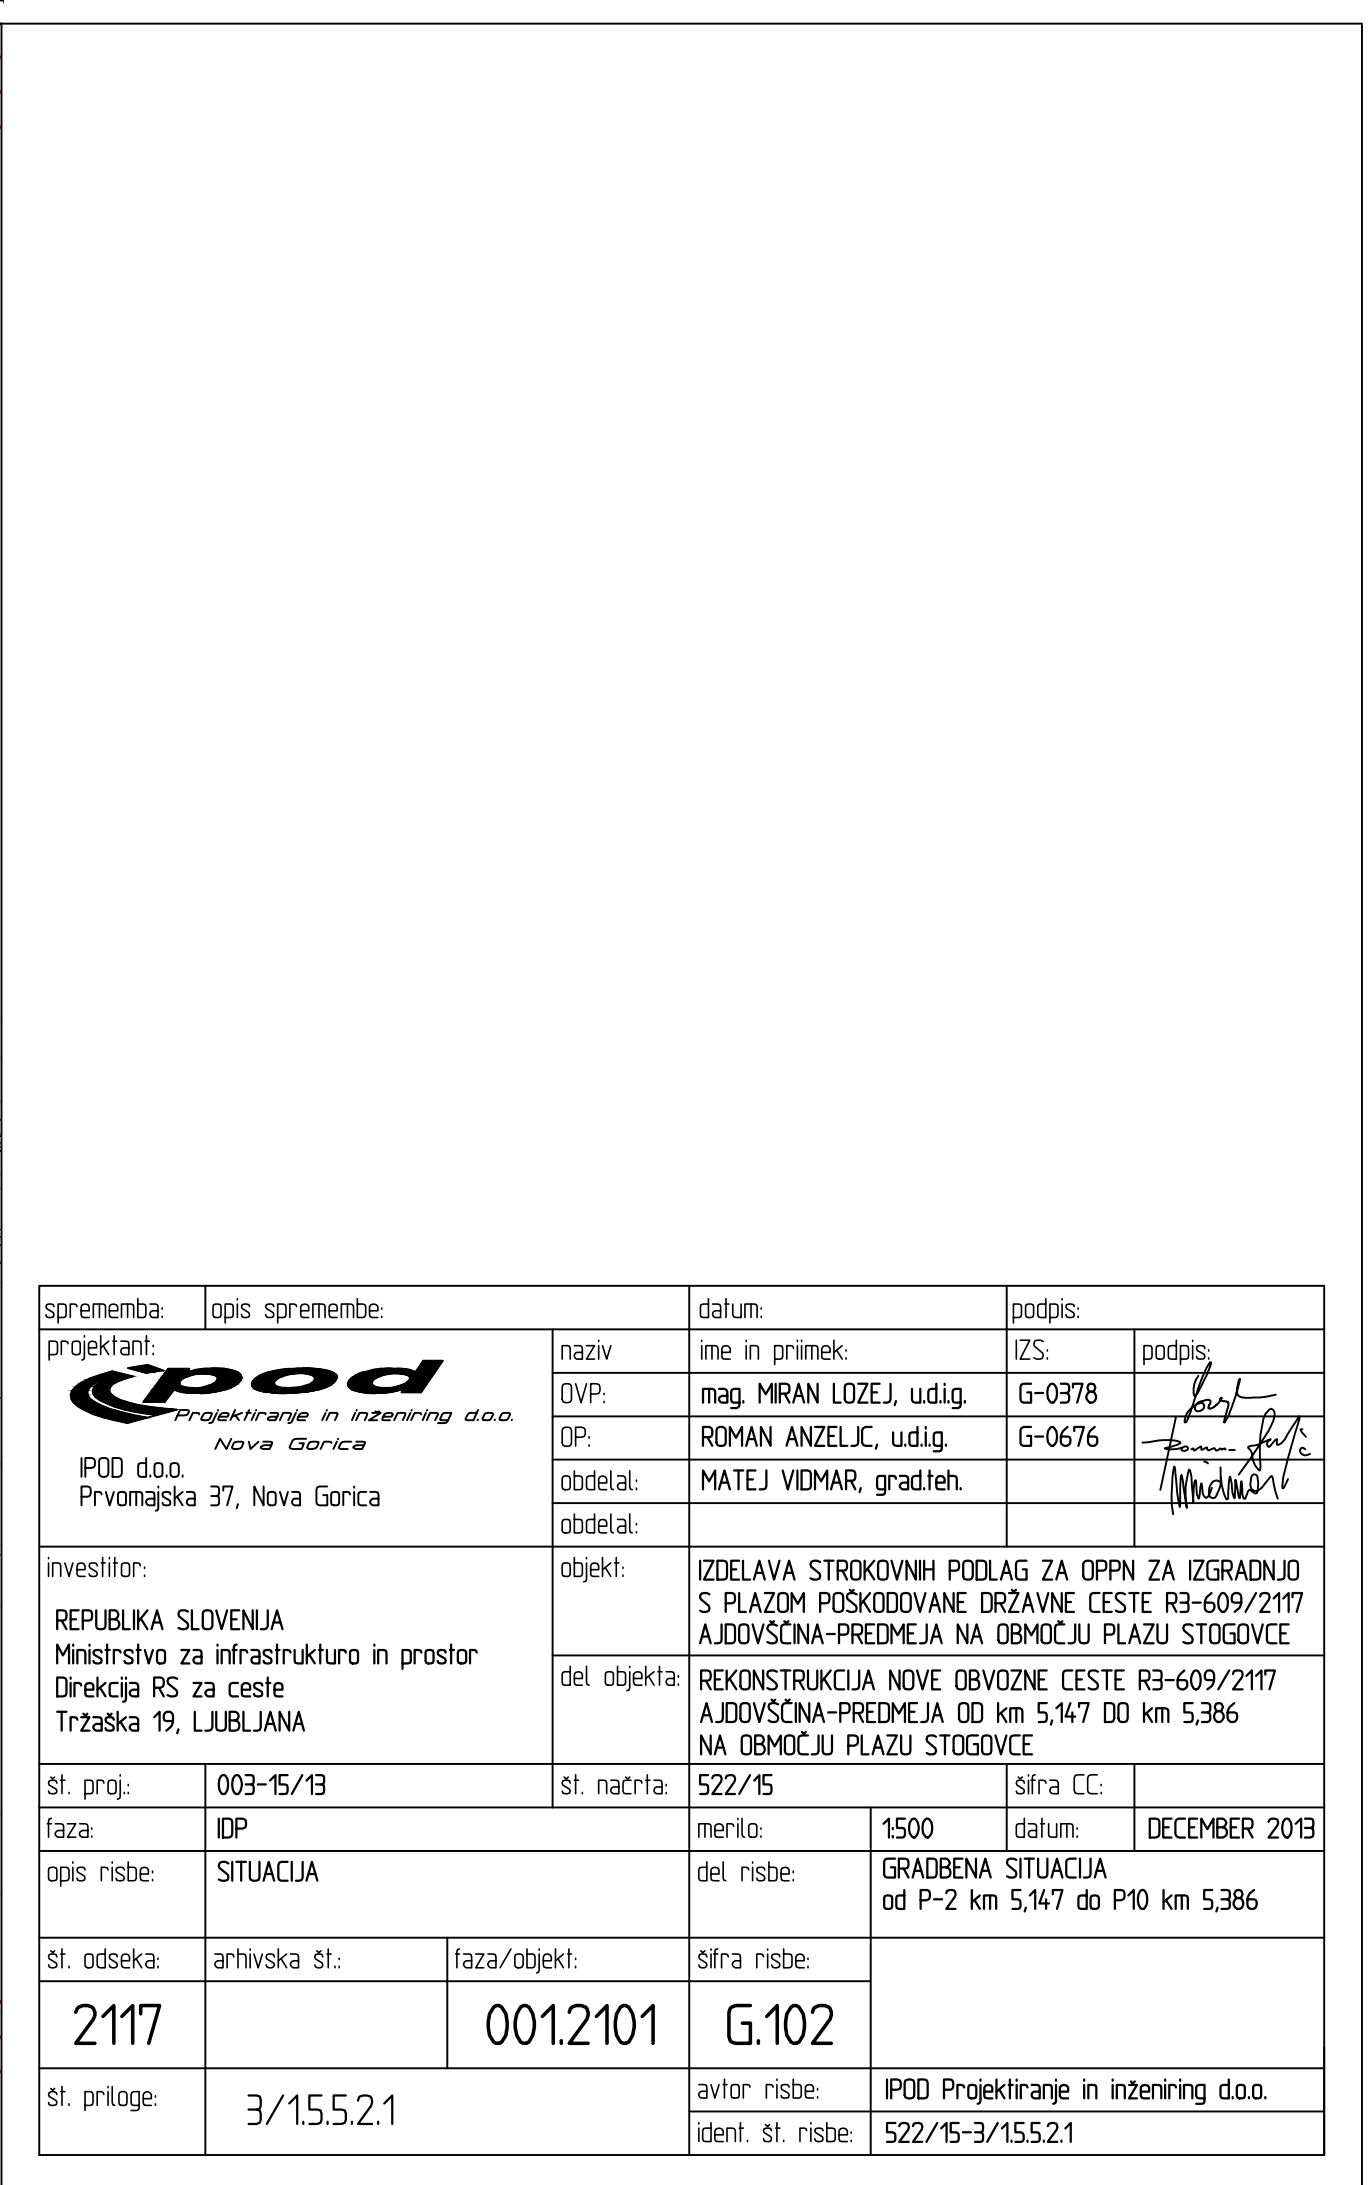 sprememba: opis spremembe: datum: podpis:
projektant: naziv ime in priimek: IZS: podpis:
ipod
Projektiranje in inženiring d.o.o.
Nova Gorica
IPOD d.o.o.
Prvomajska 37, Nova Gorica
OVP: mag. MIRAN LOZEJ, u.d.i.g. G-0378
OP: ROMAN ANZELJC, u.d.i.g. G-0676
obdelal: MATEJ VIDMAR, grad.teh.
obdelal:
investitor:
REPUBLIKA SLOVENIJA
Ministrstvo za infrastrukturo in prostor
Direkcija RS za ceste
Tržaška 19, LJUBLJANA
objekt: IZDELAVA STROKOVNIH PODLAG ZA OPPN ZA IZGRADNJO
S PLAZOM POŠKODOVANE DRŽAVNE CESTE R3-609/2117
AJDOVŠČINA-PREDMEJA NA OBMOČJU PLAZU STOGOVCE
del objekta: REKONSTRUKCIJA NOVE OBVOZNE CESTE R3-609/2117
AJDOVŠČINA-PREDMEJA OD km 5,147 DO km 5,386
NA OBMOČJU PLAZU STOGOVCE
št. proj.: 003-15/13 št. načrta: 522/15 šifra CC:
faza: IDP merilo: 1:500 datum: DECEMBER 2013
opis risbe: SITUACIJA del risbe: GRADBENA SITUACIJA
od P-2 km 5,147 do P10 km 5,386
št. odseka: arhivska št.: faza/objekt: šifra risbe:
2117 001.2101 G.102
št. priloge: 3/1.5.5.2.1
avtor risbe: IPOD Projektiranje in inženiring d.o.o.
ident. št. risbe: 522/15-3/1.5.5.2.1